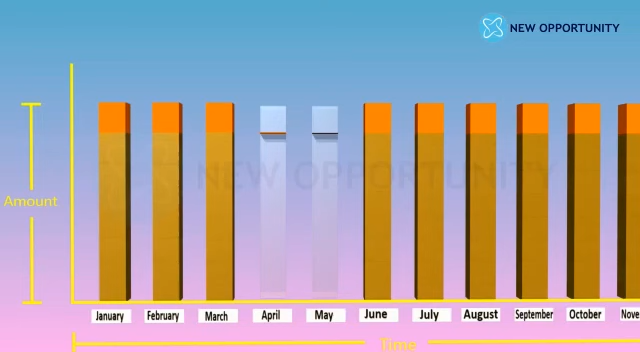 NEW OPPORTUNITY
NEW OPPORTUNITY
Amount
January February March April May June July August September October Nove
Time